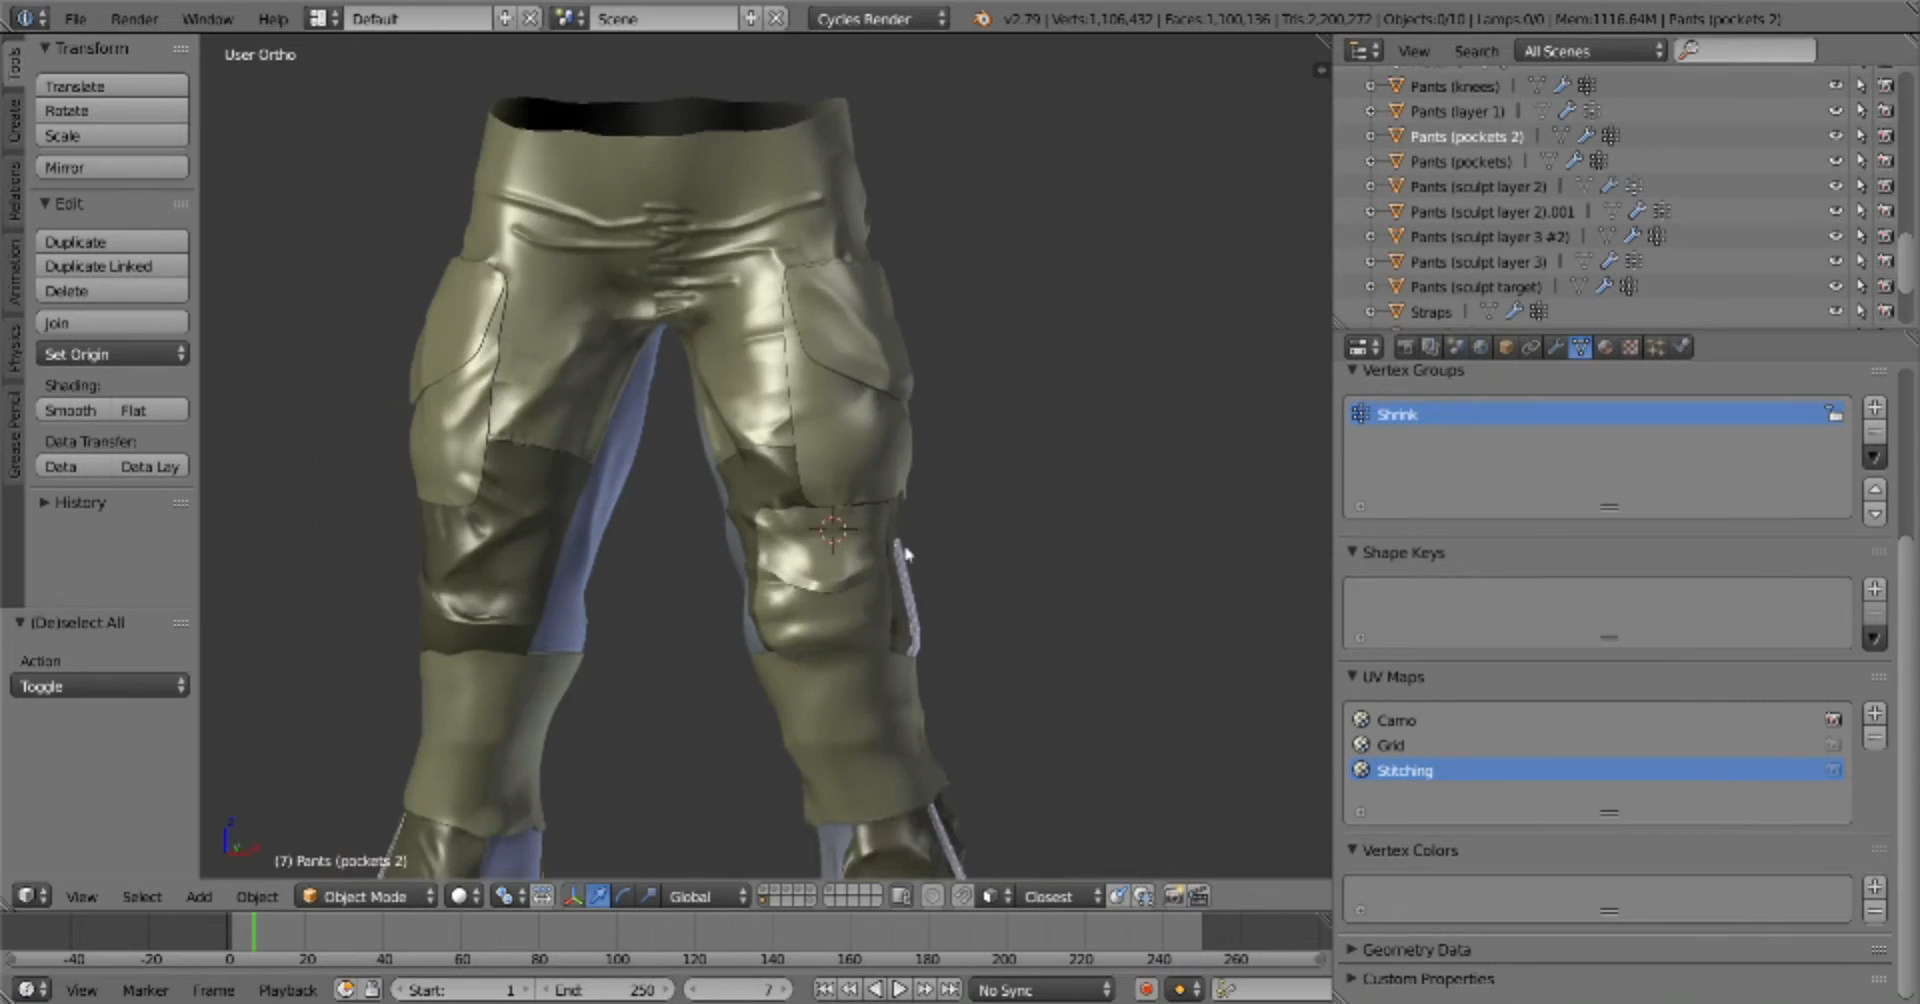 File Render Window Help Default Scene Cycles Render v2.79 | Verts:1,106,432 | Faces:1,100,136 | Tris:2,200,272 | Objects:0/10 | Lamps:0/0 | Mem:1116.64M | Pants (pockets 2)
Tools
Create
Relations
Animation
Physics
Grease Pencil
Transform
Translate
Rotate
Scale
Mirror
Edit
Duplicate
Duplicate Linked
Delete
Join
Set Origin
Shading:
Smooth Flat
Data Transfer:
Data Data Lay
History
(De)select All
Action
Toggle
User Ortho
(7) Pants (pockets 2)
View Select Add Object Object Mode Global Closest
-40 -20 0 20 40 60 80 100 120 140 160 180 200 220 240 260
View Marker Frame Playback Start: 1 End: 250 7 No Sync
View Search All Scenes
Pants (knees)
Pants (layer 1)
Pants (pockets 2)
Pants (pockets)
Pants (sculpt layer 2)
Pants (sculpt layer 2).001
Pants (sculpt layer 3 #2)
Pants (sculpt layer 3)
Pants (sculpt target)
Straps
Vertex Groups
Shrink
Shape Keys
UV Maps
Camo
Grid
Stitching
Vertex Colors
Geometry Data
Custom Properties